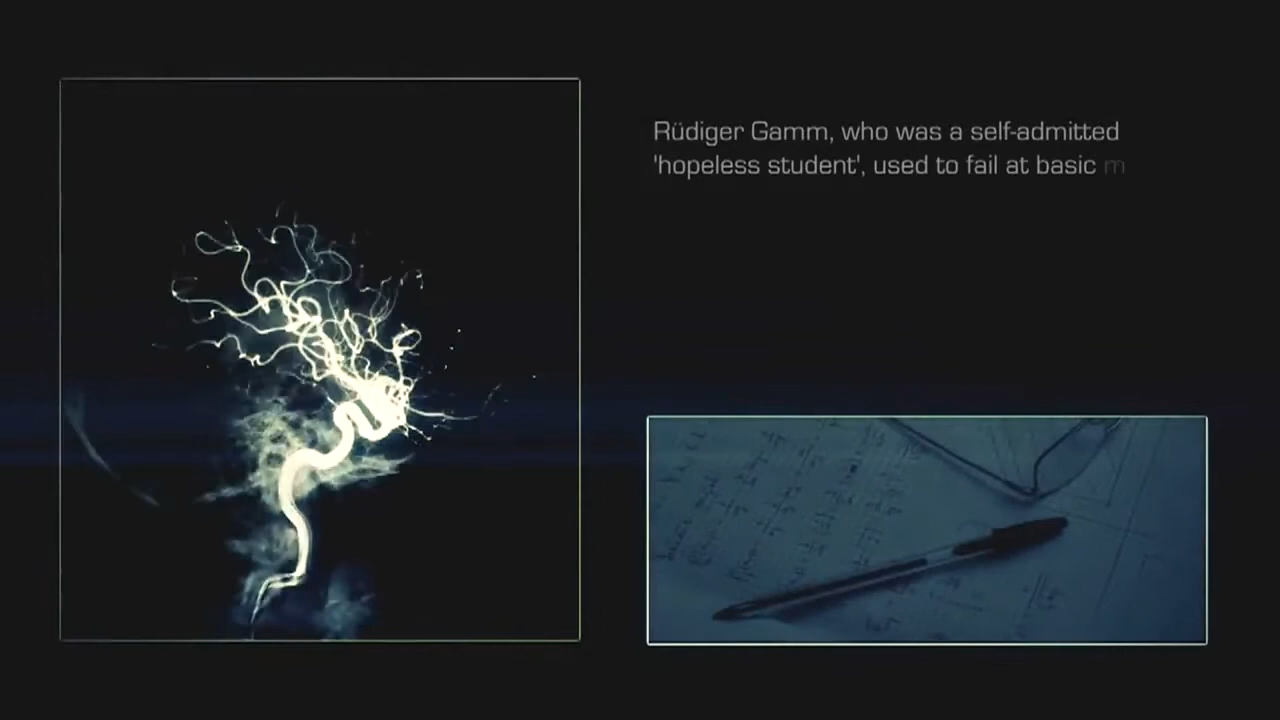 Rüdiger Gamm, who was a self-admitted
'hopeless student', used to fail at basic m